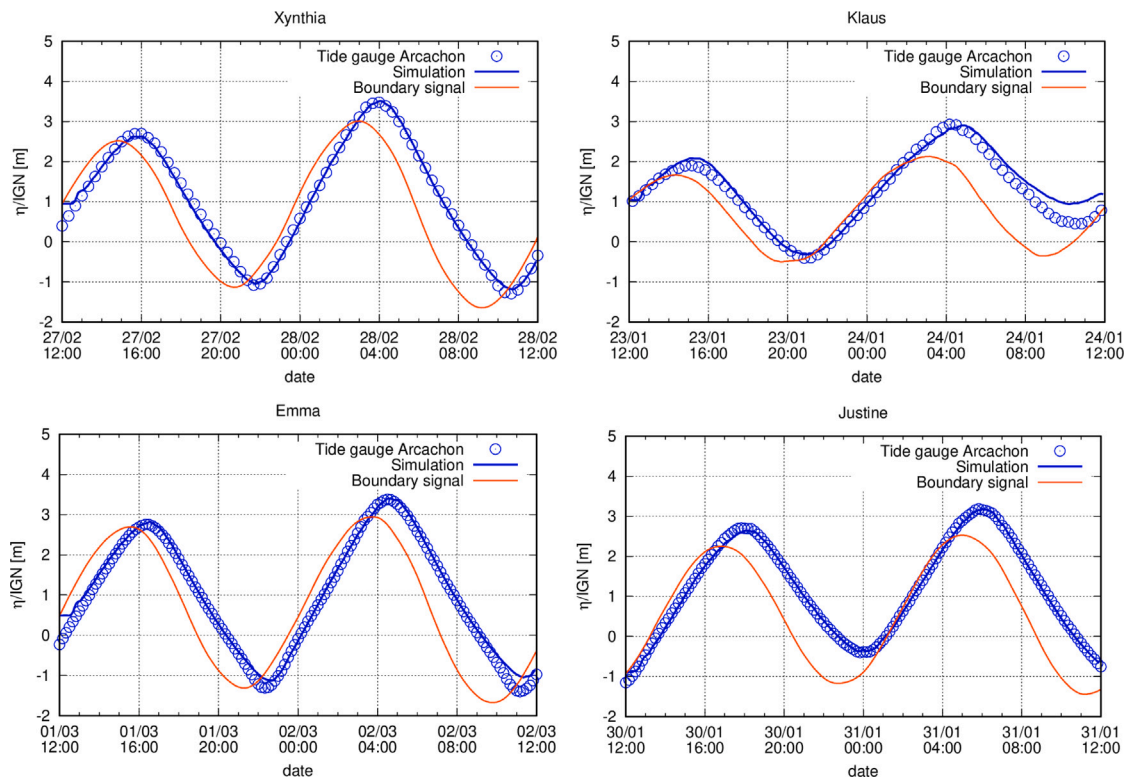 Xynthia
Tide gauge Arcachon
Simulation
Boundary signal
η/IGN [m]
5
4
3
2
1
0
-1
-2
27/02 27/02 27/02 28/02 28/02 28/02 28/02
12:00 16:00 20:00 00:00 04:00 08:00 12:00
date
Klaus
Tide gauge Arcachon
Simulation
Boundary signal
η/IGN [m]
5
4
3
2
1
0
-1
-2
23/01 23/01 23/01 24/01 24/01 24/01 24/01
12:00 16:00 20:00 00:00 04:00 08:00 12:00
date
Emma
Tide gauge Arcachon
Simulation
Boundary signal
η/IGN [m]
5
4
3
2
1
0
-1
-2
01/03 01/03 01/03 02/03 02/03 02/03 02/03
12:00 16:00 20:00 00:00 04:00 08:00 12:00
date
Justine
Tide gauge Arcachon
Simulation
Boundary signal
η/IGN [m]
5
4
3
2
1
0
-1
-2
30/01 30/01 30/01 31/01 31/01 31/01 31/01
12:00 16:00 20:00 00:00 04:00 08:00 12:00
date